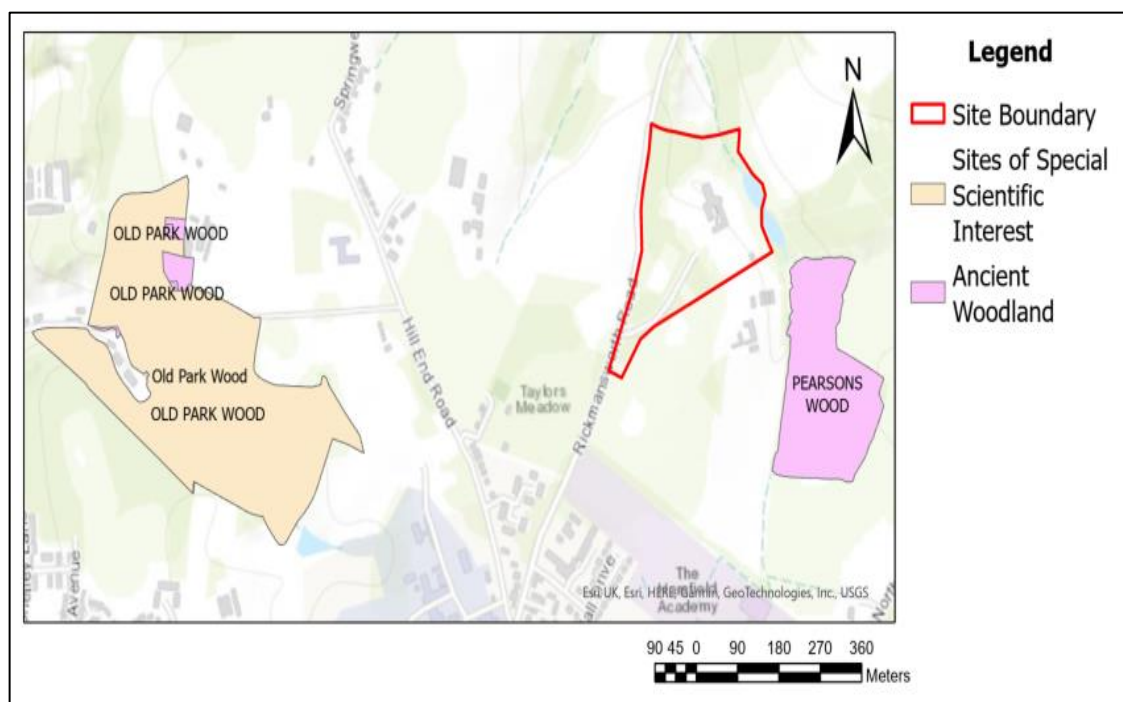 Legend
N
Site Boundary
Sites of Special
Scientific
Interest
Ancient
Woodland
OLD PARK WOOD
OLD PARK WOOD
Old Park Wood
OLD PARK WOOD
Hill End Road
Taylors
Meadow
Rickmansworth Road
PEARSONS
WOOD
Avenue
The
Academy
Esri UK, Esri, HERE, Garmin, GeoTechnologies, Inc., USGS
90 45 0 90 180 270 360
Meters